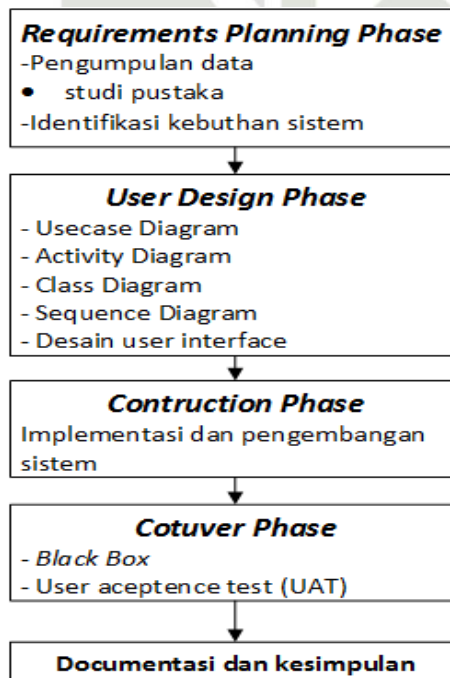 Requirements Planning Phase
-Pengumpulan data
• studi pustaka
-Identifikasi kebuthan sistem
User Design Phase
- Usecase Diagram
- Activity Diagram
- Class Diagram
- Sequence Diagram
- Desain user interface
Contruction Phase
Implementasi dan pengembangan
sistem
Cotuver Phase
- Black Box
- User aceptence test (UAT)
Documentasi dan kesimpulan